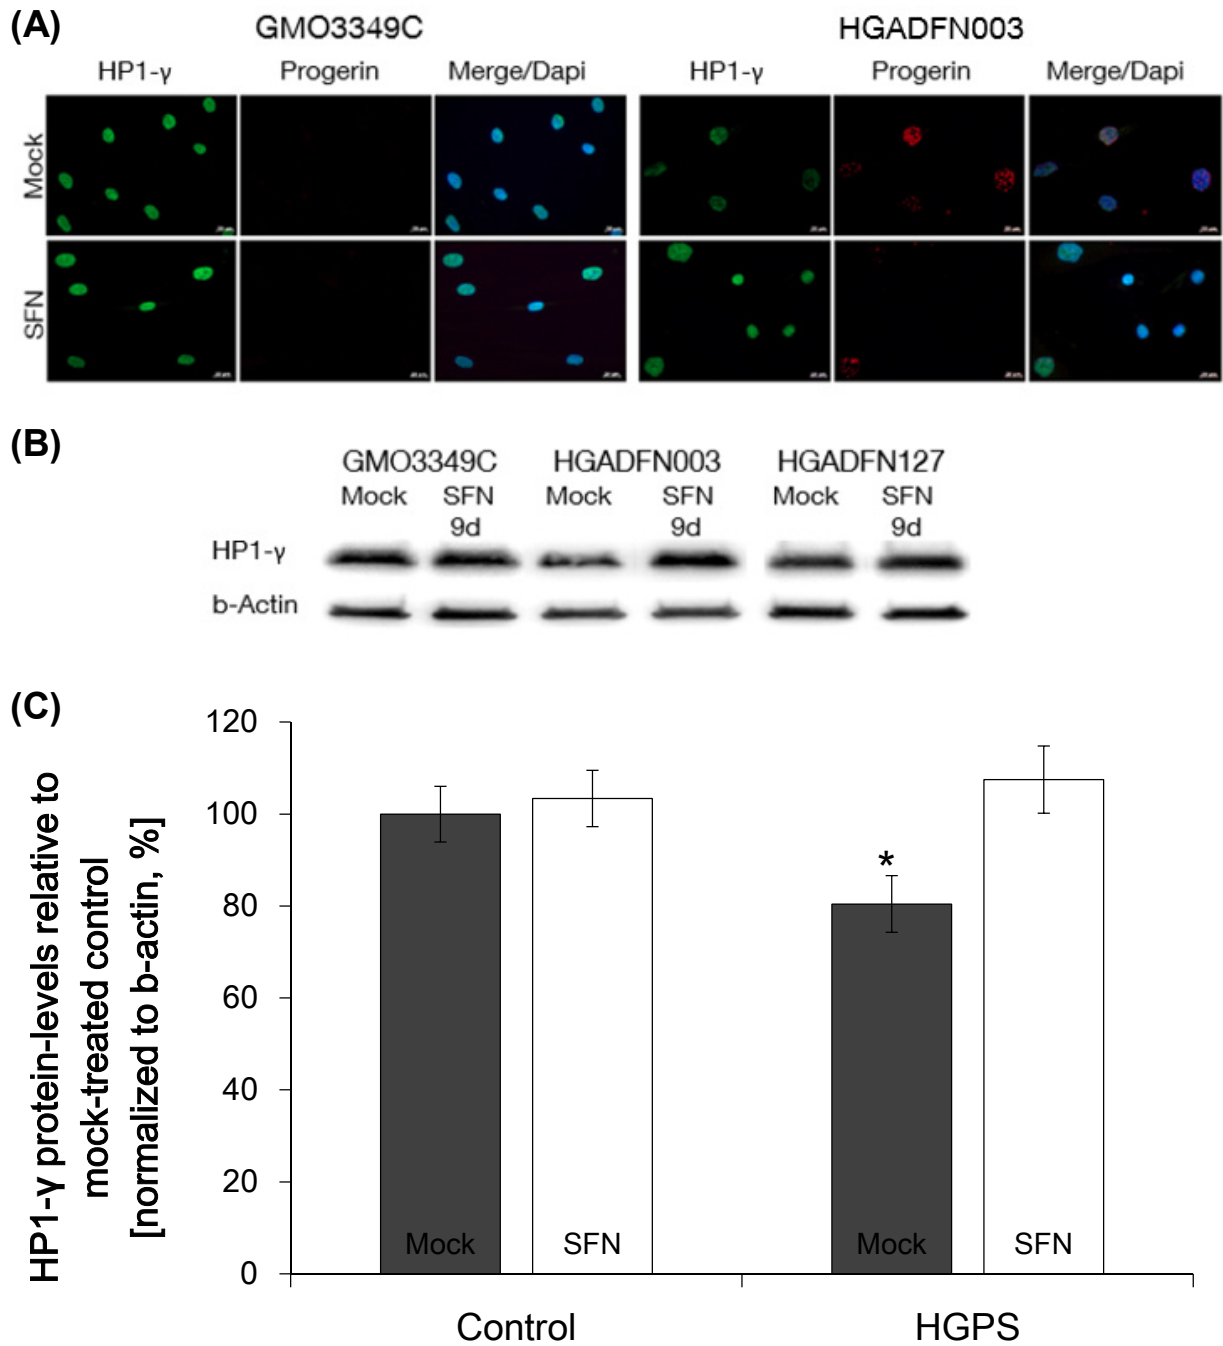 (A)
GMO3349C HGADFN003
HP1-γ Progerin Merge/Dapi HP1-γ Progerin Merge/Dapi
Mock
SFN
(B)
GMO3349C HGADFN003 HGADFN127
Mock SFN Mock SFN Mock SFN
9d 9d 9d
HP1-γ
b-Actin
(C)
HP1-γ protein-levels relative to
mock-treated control
[normalized to b-actin, %]
120
100
80
60
40
20
0
*
Mock SFN Mock SFN
Control HGPS